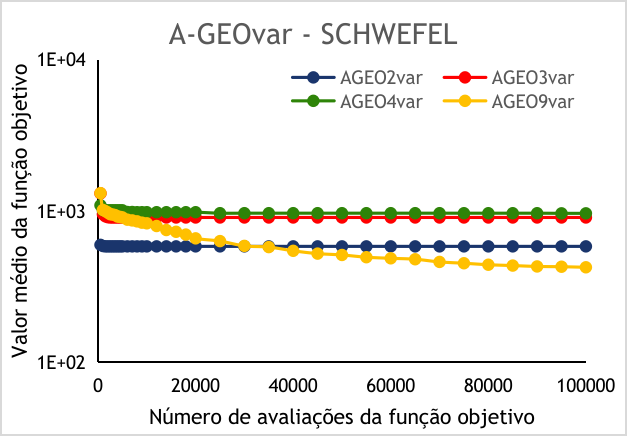 A-GEOvar - SCHWEFEL
1E+04
AGEO2var AGEO3var
AGEO4var AGEO9var
1E+03
1E+02
0 20000 40000 60000 80000 100000
Número de avaliações da função objetivo
Valor médio da função objetivo